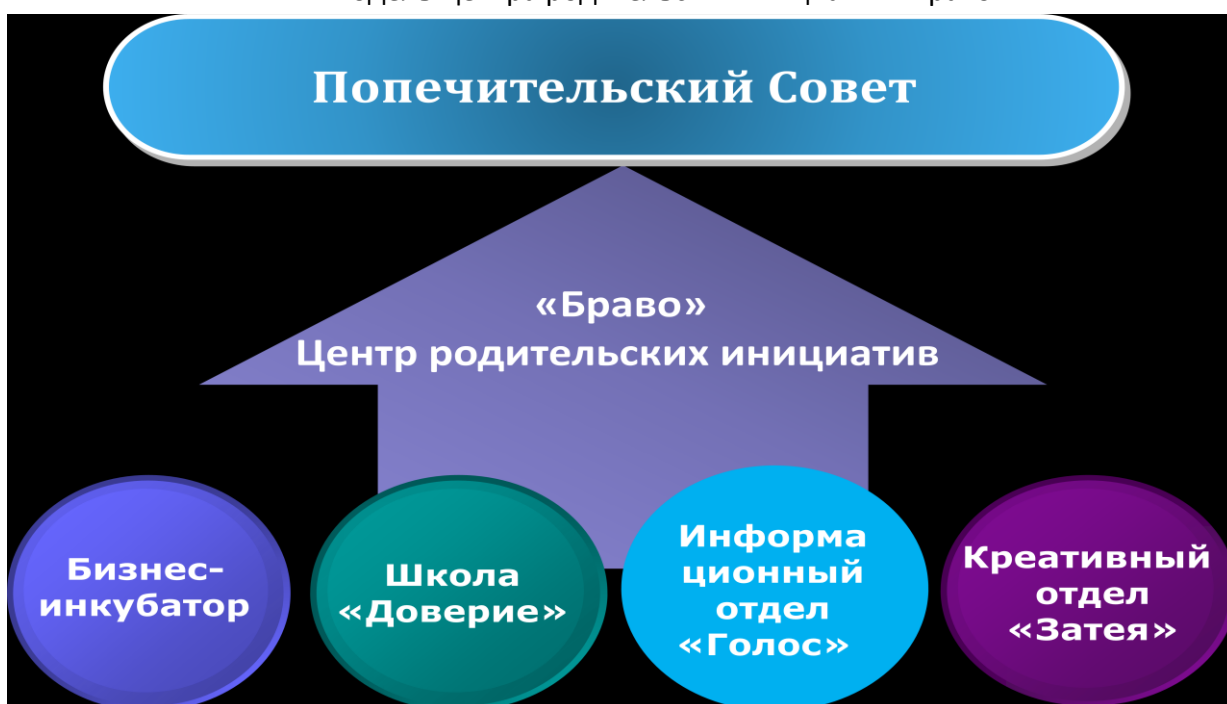 Попечительский Совет
«Браво»
Центр родительских инициатив
Бизнес-
инкубатор
Школа
«Доверие»
Информа
ционный
отдел
«Голос»
Креативный
отдел
«Затея»